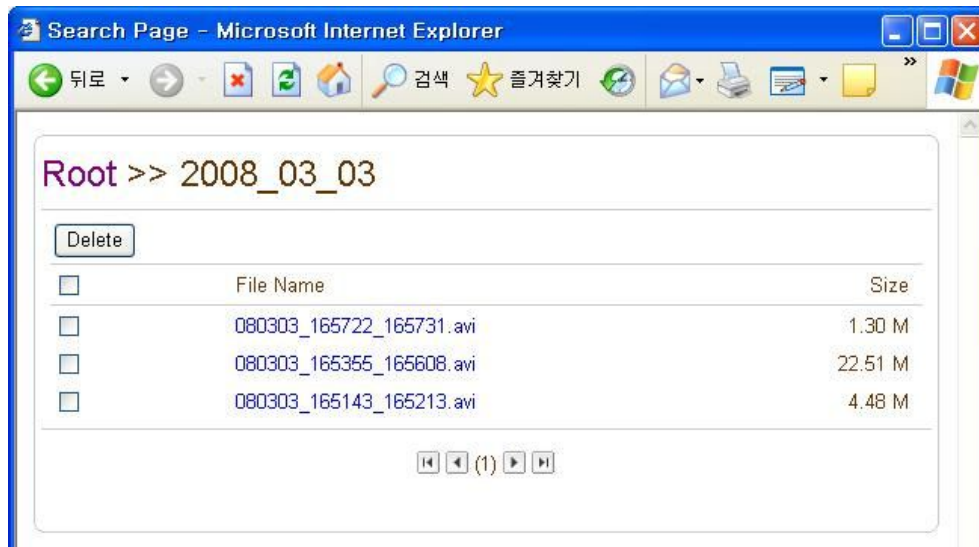 Search Page - Microsoft Internet Explorer
뒤로 검색 즐겨찾기 »
Root >> 2008_03_03
Delete
File Name Size
080303_165722_165731.avi 1.30 M
080303_165355_165608.avi 22.51 M
080303_165143_165213.avi 4.48 M
(1)